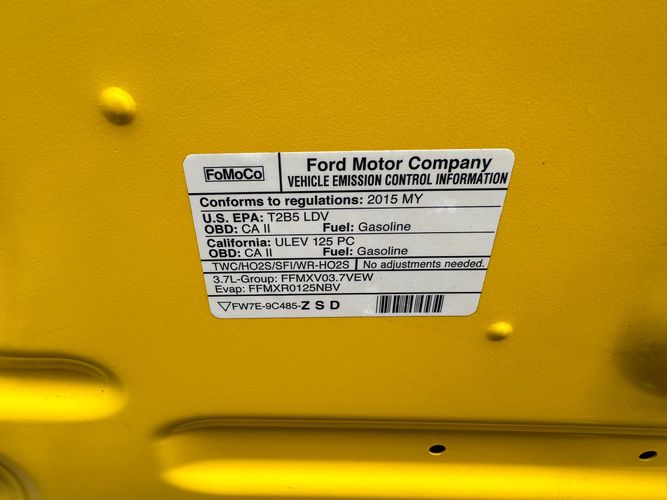 FoMoCo
Ford Motor Company
VEHICLE EMISSION CONTROL INFORMATION
Conforms to regulations: 2015 MY
U.S. EPA: T2B5 LDV
OBD: CA II Fuel: Gasoline
California: ULEV 125 PC
OBD: CA II Fuel: Gasoline
TWC/HO2S/SFI/WR-HO2S No adjustments needed.
3.7L-Group: FFMXV03.7VEW
Evap: FFMXR0125NBV
FW7E-9C485-Z S D